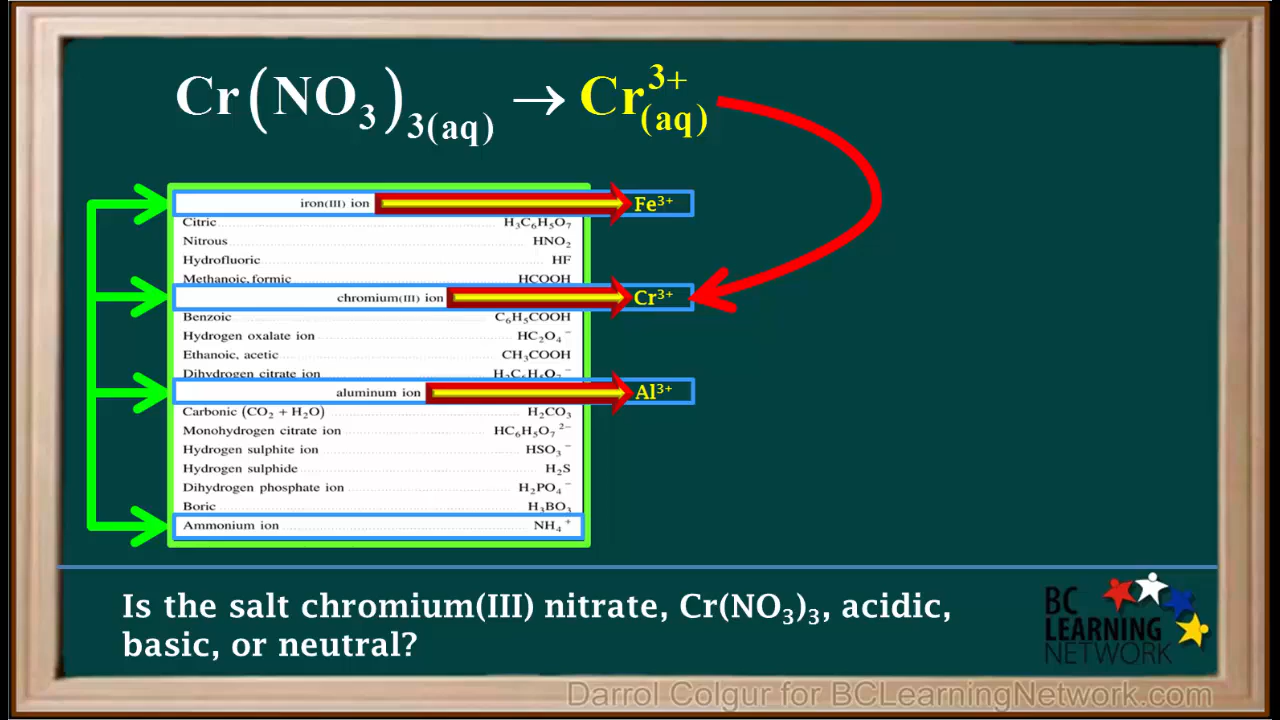 Cr(NO₃)₃(aq) → Cr³⁺(aq)
iron(III) ion Fe³⁺
Citric H₃C₆H₅O₇
Nitrous HNO₂
Hydrofluoric HF
Methanoic, formic HCOOH
chromium(III) ion Cr³⁺
Benzoic C₆H₅COOH
Hydrogen oxalate ion HC₂O₄⁻
Ethanoic, acetic CH₃COOH
Dihydrogen citrate ion H₂C₆H₅O₇⁻
aluminum ion Al³⁺
Carbonic (CO₂ + H₂O) H₂CO₃
Monohydrogen citrate ion HC₆H₅O₇²⁻
Hydrogen sulphite ion HSO₃⁻
Hydrogen sulphide H₂S
Dihydrogen phosphate ion H₂PO₄⁻
Boric H₃BO₃
Ammonium ion NH₄⁺
Is the salt chromium(III) nitrate, Cr(NO₃)₃, acidic,
basic, or neutral?
BC
LEARNING
NETWORK
Darrol Colgur for BCLearningNetwork.com